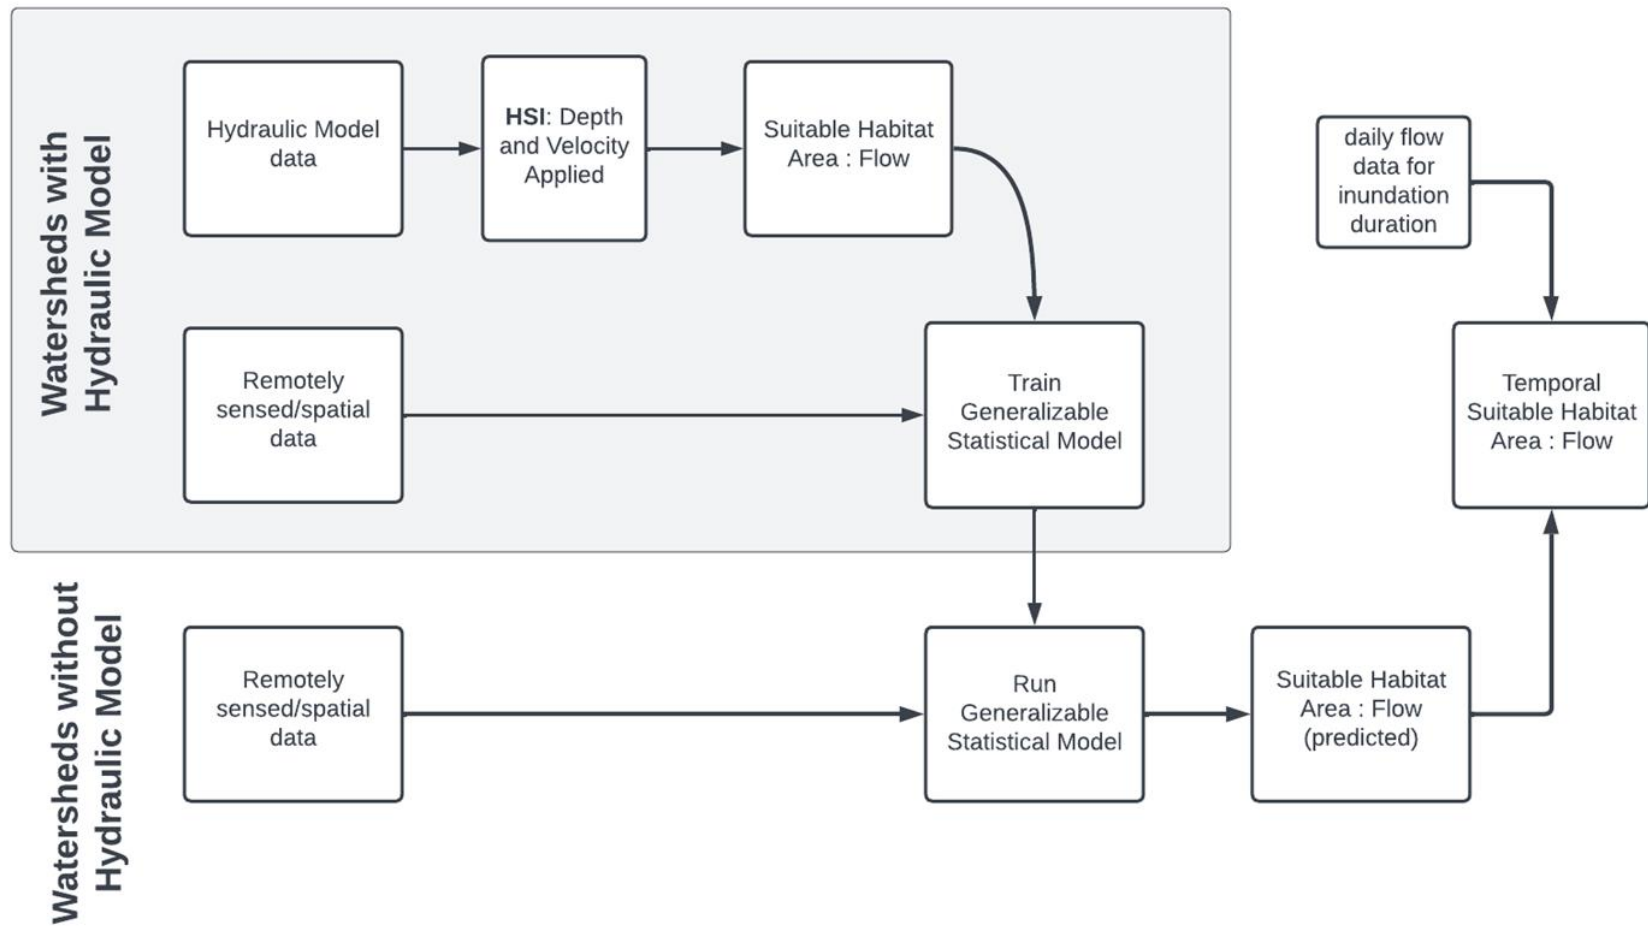 Watersheds with
Hydraulic Model
Hydraulic Model
data
HSI: Depth
and Velocity
Applied
Suitable Habitat
Area : Flow
daily flow
data for
inundation
duration
Remotely
sensed/spatial
data
Train
Generalizable
Statistical Model
Temporal
Suitable Habitat
Area : Flow
Watersheds without
Hydraulic Model
Remotely
sensed/spatial
data
Run
Generalizable
Statistical Model
Suitable Habitat
Area : Flow
(predicted)